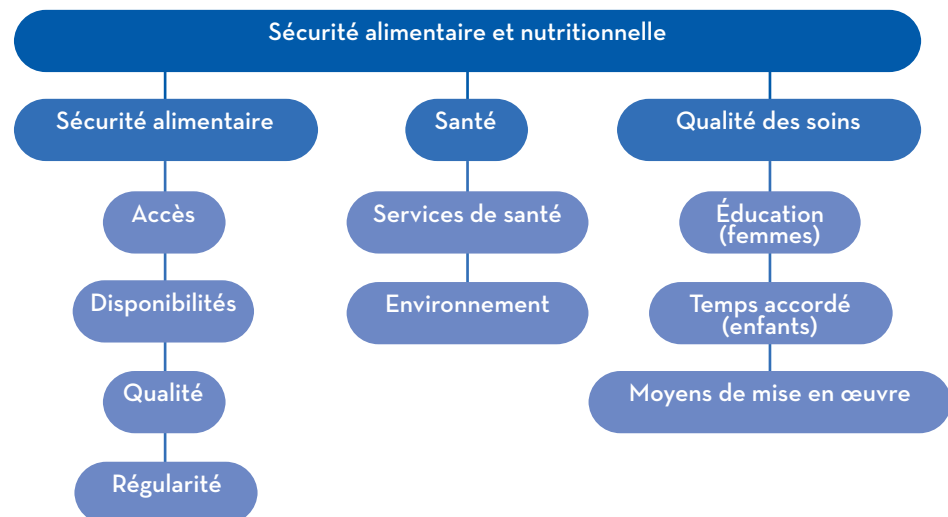 Sécurité alimentaire et nutritionnelle
Sécurité alimentaire
Santé
Qualité des soins
Accès
Services de santé
Éducation
(femmes)
Disponibilités
Environnement
Temps accordé
(enfants)
Qualité
Moyens de mise en œuvre
Régularité